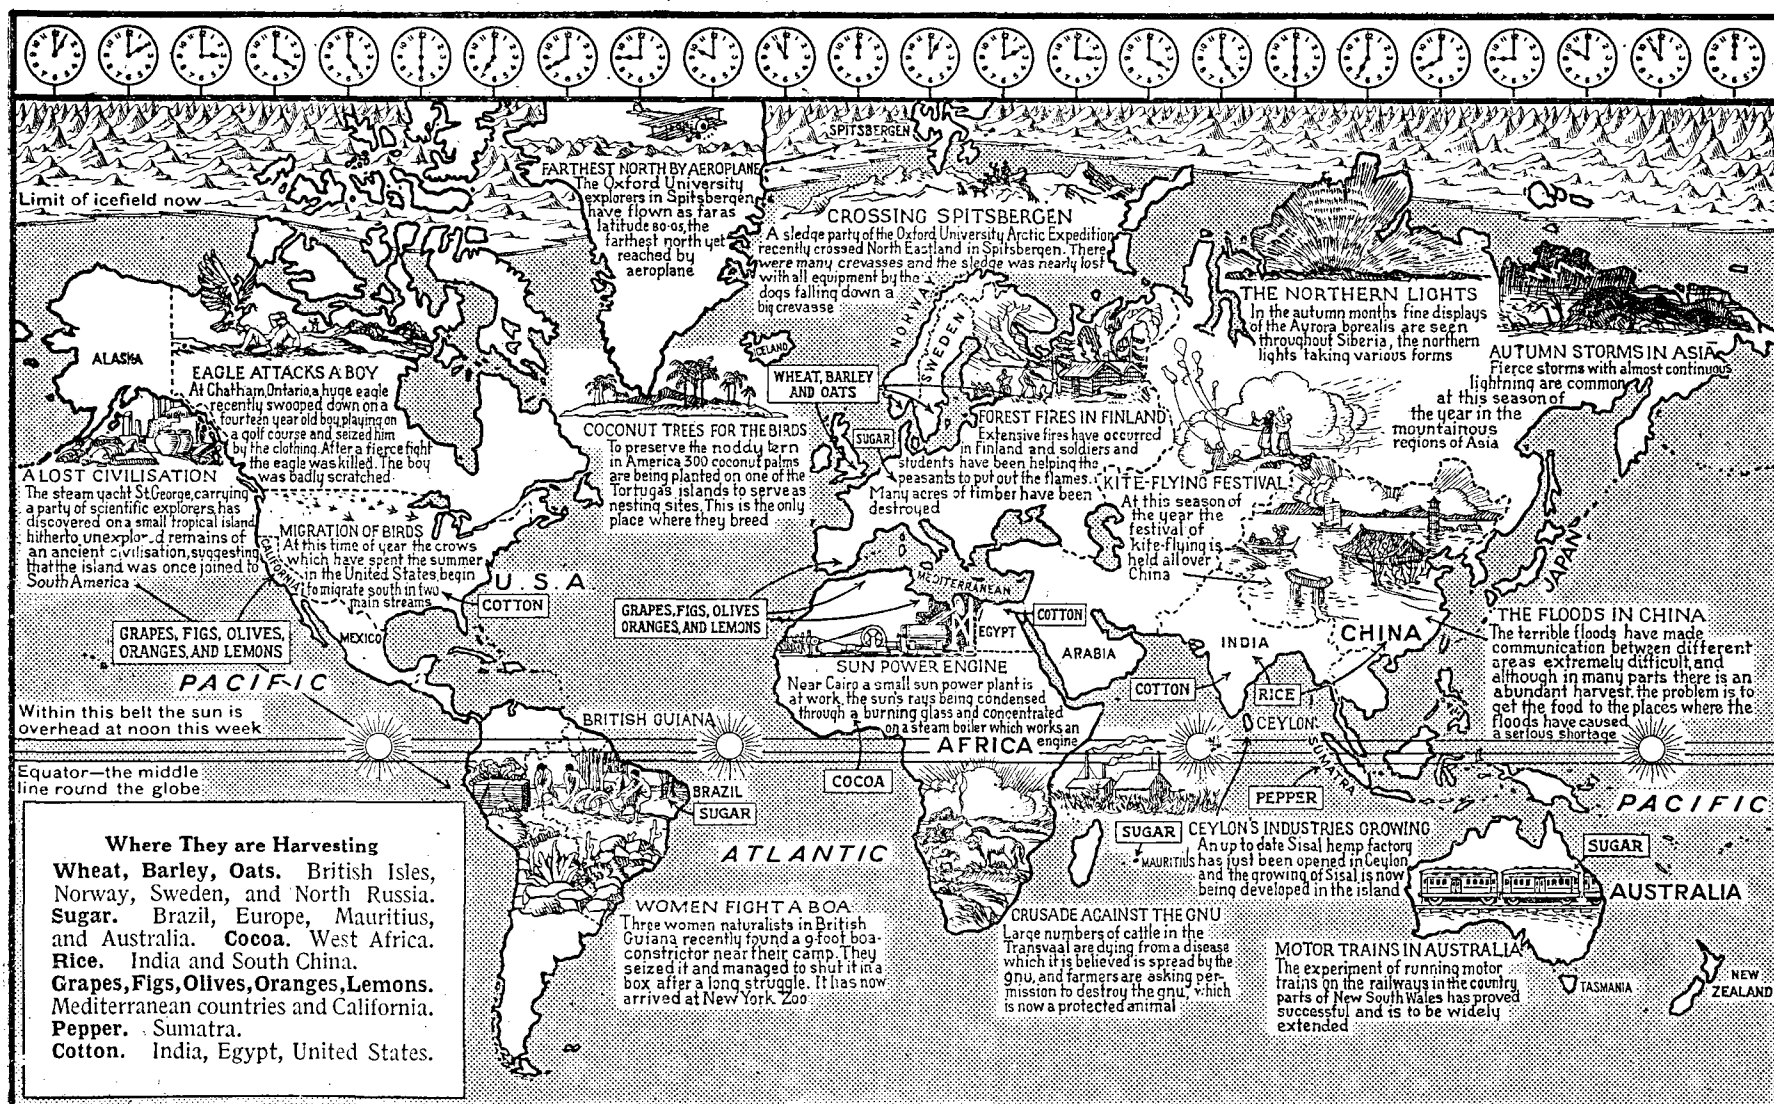 SPITSBERGEN
Limit of icefield now
FARTHEST NORTH BY AEROPLANE
The Oxford University
explorers in Spitsbergen
have flown as far as
latitude 80·05, the
farthest north yet
reached by
aeroplane
CROSSING SPITSBERGEN
A sledge party of the Oxford University Arctic Expedition
recently crossed North Eastland in Spitsbergen. There
were many crevasses and the sledge was nearly lost
with all equipment by the
dogs falling down a
big crevasse
THE NORTHERN LIGHTS
In the autumn months fine displays
of the Aurora borealis are seen
throughout Siberia, the northern
lights taking various forms
AUTUMN STORMS IN ASIA
Fierce storms with almost continuous
lightning are common
at this season of
the year in the
mountainous
regions of Asia
ALASKA
EAGLE ATTACKS A BOY
At Chatham, Ontario, a huge eagle
recently swooped down on a
fourteen year old boy playing on
a golf course and seized him
by the clothing. After a fierce fight
the eagle was killed. The boy
was badly scratched
ICELAND
NORWAY
SWEDEN
WHEAT, BARLEY
AND OATS
SUGAR
COCONUT TREES FOR THE BIRDS
To preserve the noddy tern
in America 300 coconut palms
are being planted on one of the
Tortugas islands to serve as
nesting sites. This is the only
place where they breed
FOREST FIRES IN FINLAND
Extensive fires have occurred
in Finland and soldiers and
students have been helping the
peasants to put out the flames.
Many acres of timber have been
destroyed
KITE-FLYING FESTIVAL
At this season of
the year the
festival of
kite-flying is
held all over
China
A LOST CIVILISATION
The steam yacht St. George, carrying
a party of scientific explorers, has
discovered on a small tropical island
hitherto unexplor.d remains of
an ancient civilisation, suggesting
that the island was once joined to
South America
CALIFORNIA
MIGRATION OF BIRDS
At this time of year the crows
which have spent the summer
in the United States, begin
to migrate south in two
main streams
U.S.A.
COTTON
GRAPES, FIGS, OLIVES,
ORANGES, AND LEMONS
MEXICO
PACIFIC
GRAPES, FIGS, OLIVES
ORANGES, AND LEMONS
MEDITERRANEAN
COTTON
EGYPT
ARABIA
SUN POWER ENGINE
Near Cairo a small sun power plant is
at work, the sun's rays being condensed
through a burning glass and concentrated
on a steam boiler which works an
engine
AFRICA
COCOA
INDIA
CHINA
JAPAN
COTTON
RICE
CEYLON
SUMATRA
PEPPER
THE FLOODS IN CHINA
The terrible floods have made
communication between different
areas extremely difficult, and
although in many parts there is an
abundant harvest, the problem is to
get the food to the places where the
floods have caused
a serious shortage
Within this belt the sun is
overhead at noon this week
Equator—the middle
line round the globe
BRITISH GUIANA
BRAZIL
SUGAR
ATLANTIC
PACIFIC
WOMEN FIGHT A BOA
Three women naturalists in British
Guiana recently found a 9-foot boa-
constrictor near their camp. They
seized it and managed to shut it in a
box after a long struggle. It has now
arrived at New York Zoo
SUGAR
MAURITIUS
CEYLON'S INDUSTRIES GROWING
An up to date Sisal hemp factory
has just been opened in Ceylon
and the growing of Sisal is now
being developed in the island
CRUSADE AGAINST THE GNU
Large numbers of cattle in the
Transvaal are dying from a disease
which it is believed is spread by the
gnu, and farmers are asking per-
mission to destroy the gnu, which
is now a protected animal
SUGAR
AUSTRALIA
MOTOR TRAINS IN AUSTRALIA
The experiment of running motor
trains on the railways in the country
parts of New South Wales has proved
successful and is to be widely
extended
TASMANIA
NEW
ZEALAND
Where They are Harvesting
Wheat, Barley, Oats. British Isles,
Norway, Sweden, and North Russia.
Sugar. Brazil, Europe, Mauritius,
and Australia. Cocoa. West Africa.
Rice. India and South China.
Grapes, Figs, Olives, Oranges, Lemons.
Mediterranean countries and California.
Pepper. Sumatra.
Cotton. India, Egypt, United States.